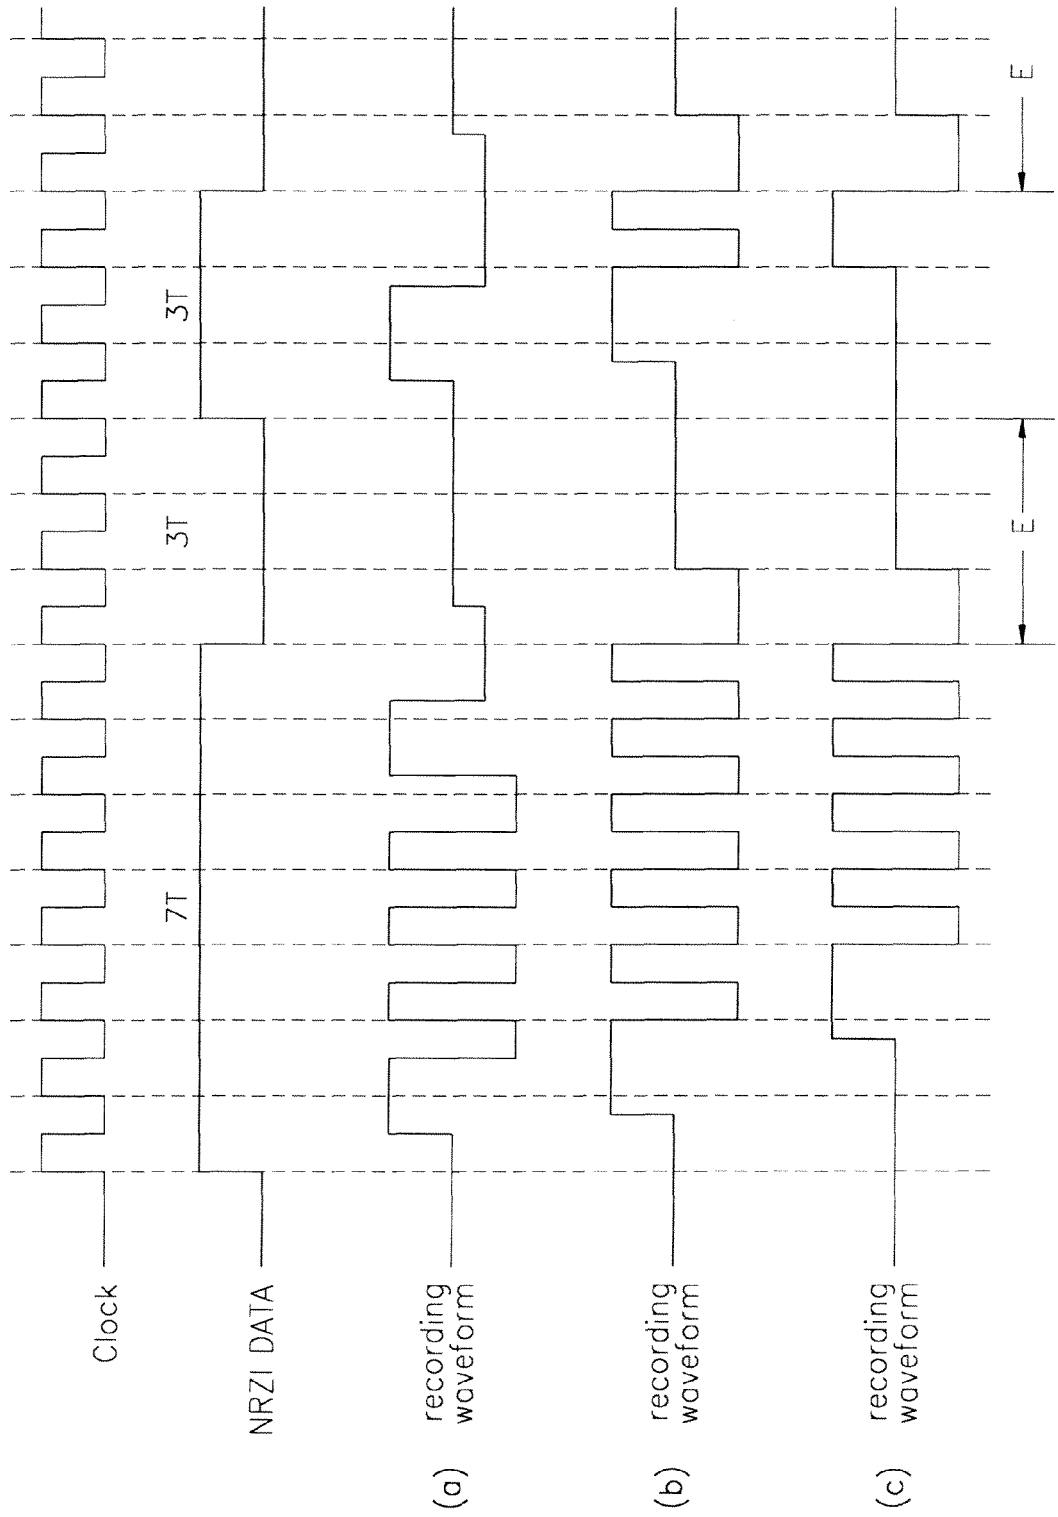 Clock
NRZI DATA
7T
3T
3T
(a) recording
waveform
(b) recording
waveform
(c) recording
waveform
E
E